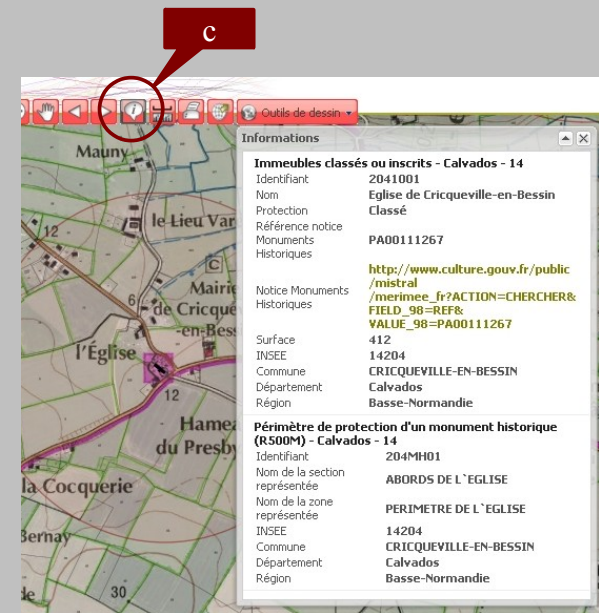 c
Outils de dessin
Mauny
Informations
Immeubles classés ou inscrits - Calvados - 14
Identifiant 2041001
Nom Eglise de Cricqueville-en-Bessin
Protection Classé
Référence notice
Monuments PA00111267
Historiques
http://www.culture.gouv.fr/public
/mistral
Notice Monuments /merimee_fr?ACTION=CHERCHER&
Historiques FIELD_98=REF&
VALUE_98=PA00111267
Surface 412
INSEE 14204
Commune CRICQUEVILLE-EN-BESSIN
Département Calvados
Région Basse-Normandie
Périmètre de protection d'un monument historique
(R500M) - Calvados - 14
Identifiant 204MH01
Nom de la section
représentée ABORDS DE L`EGLISE
Nom de la zone
représentée PERIMETRE DE L`EGLISE
INSEE 14204
Commune CRICQUEVILLE-EN-BESSIN
Département Calvados
Région Basse-Normandie
le Lieu Var
12
C
Mairie
6
de Cricque
-en-Bess
l'Église
12
Hamea
du Presby
la Cocquerie
Bernay
30